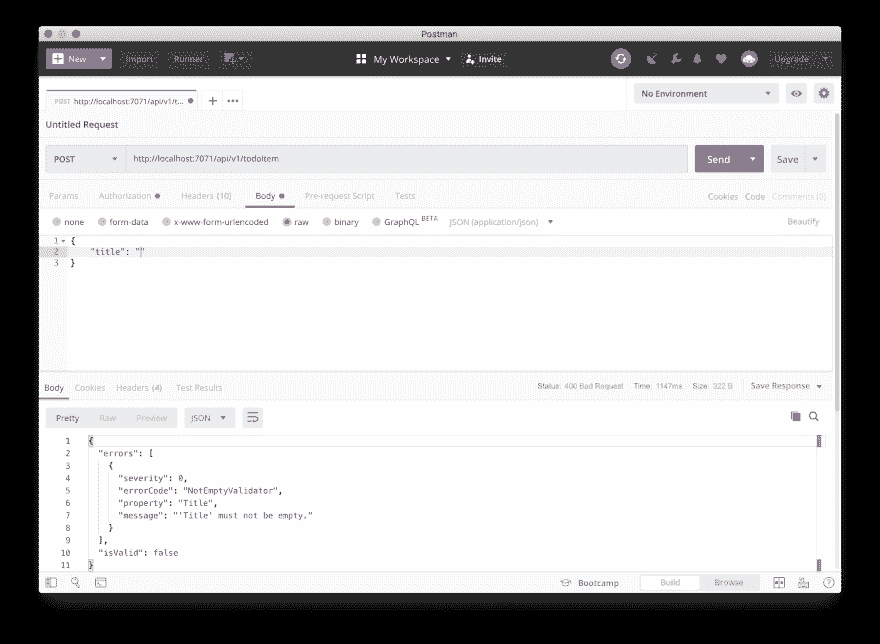 Postman
New Import Runner My Workspace Invite Upgrade
POST http://localhost:7071/api/v1/t... No Environment
Untitled Request
POST http://localhost:7071/api/v1/todoitem Send Save
Params Authorization Headers (10) Body Pre-request Script Tests Cookies Code Comments (0)
none form-data x-www-form-urlencoded raw binary GraphQL BETA JSON (application/json) Beautify
1 {
2 "title": ""
3 }
Body Cookies Headers (4) Test Results Status: 400 Bad Request Time: 1147ms Size: 322 B Save Response
Pretty Raw Preview JSON
1 {
2 "errors": [
3 {
4 "severity": 0,
5 "errorCode": "NotEmptyValidator",
6 "property": "Title",
7 "message": "'Title' must not be empty."
8 }
9 ],
10 "isValid": false
11 }
Bootcamp Build Browse